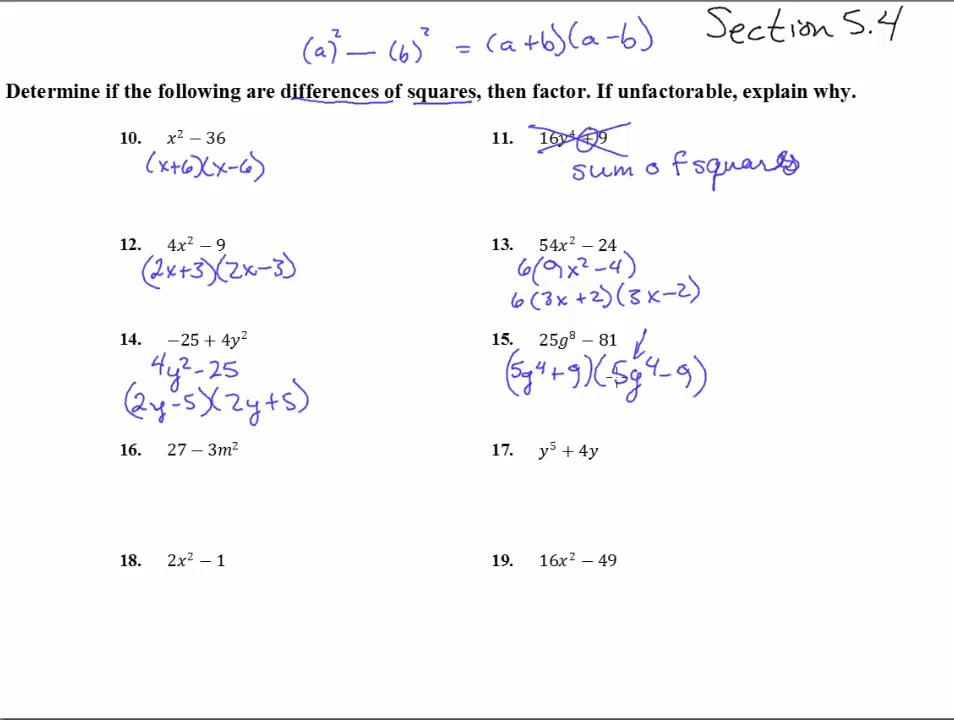 Section 5.4
(a)² − (b)² = (a+b)(a−b)
Determine if the following are differences of squares, then factor. If unfactorable, explain why.
10. x² − 36
(x+6)(x−6)
11. 16y⁴ + 9
sum of squares
12. 4x² − 9
(2x+3)(2x−3)
13. 54x² − 24
6(9x²−4)
6(3x+2)(3x−2)
14. −25 + 4y²
4y²−25
(2y−5)(2y+5)
15. 25g⁸ − 81
(5g⁴+9)(5g⁴−9)
16. 27 − 3m²
17. y⁵ + 4y
18. 2x² − 1
19. 16x² − 49